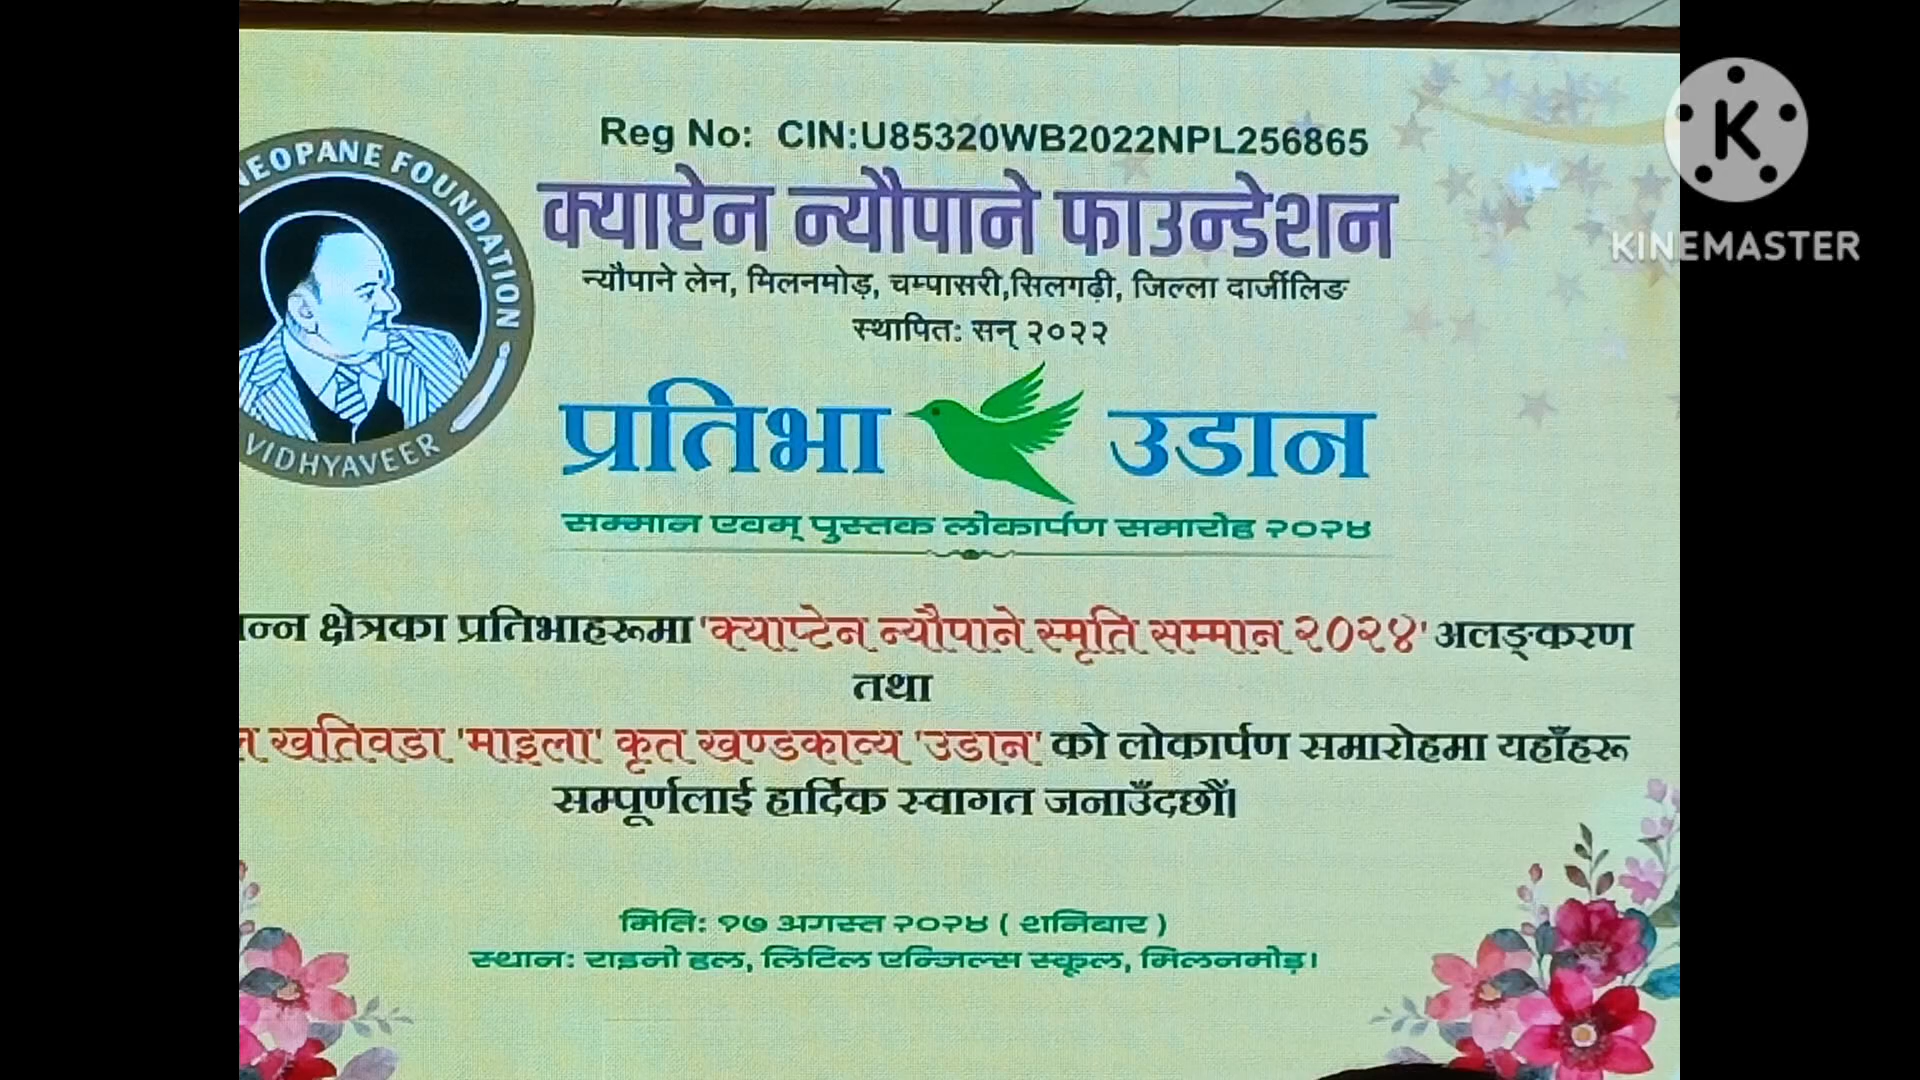 NEOPANE FOUNDATION
VIDHYAVEER
Reg No: CIN:U85320WB2022NPL256865
क्याप्टेन न्यौपाने फाउन्डेशन
न्यौपाने लेन, मिलनमोड़, चम्पासरी,सिलगढ़ी, जिल्ला दार्जीलिङ
स्थापित: सन् २०२२
प्रतिभा उडान
सम्मान एवम् पुस्तक लोकार्पण समारोह २०२४
क्षेत्रका प्रतिभाहरूमा 'क्याप्टेन न्यौपाने स्मृति सम्मान २०२४' अलङ्करण
तथा
खतिवडा 'माइला' कृत खण्डकाव्य 'उडान' को लोकार्पण समारोहमा यहाँहरू
सम्पूर्णलाई हार्दिक स्वागत जनाउँदछौं।
मिति: १७ अगस्त २०२४ ( शनिबार )
स्थान: राइनो हल, लिटिल एन्जिल्स स्कूल, मिलनमोड़।
K
KINEMASTER